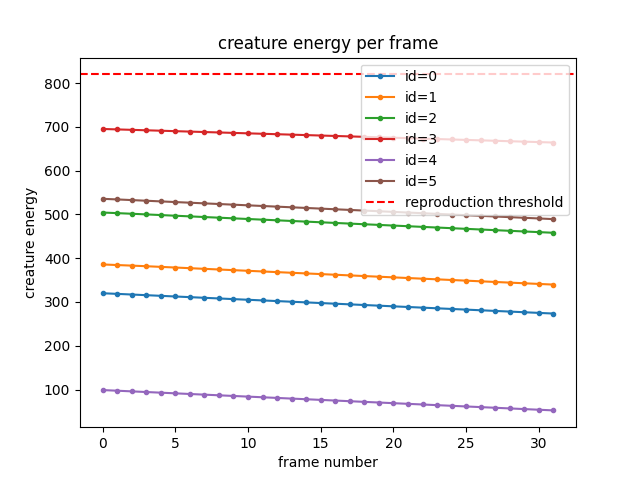 creature energy per frame
800
700
600
500
400
300
200
100
creature energy
id=0
id=1
id=2
id=3
id=4
id=5
reproduction threshold
0 5 10 15 20 25 30
frame number